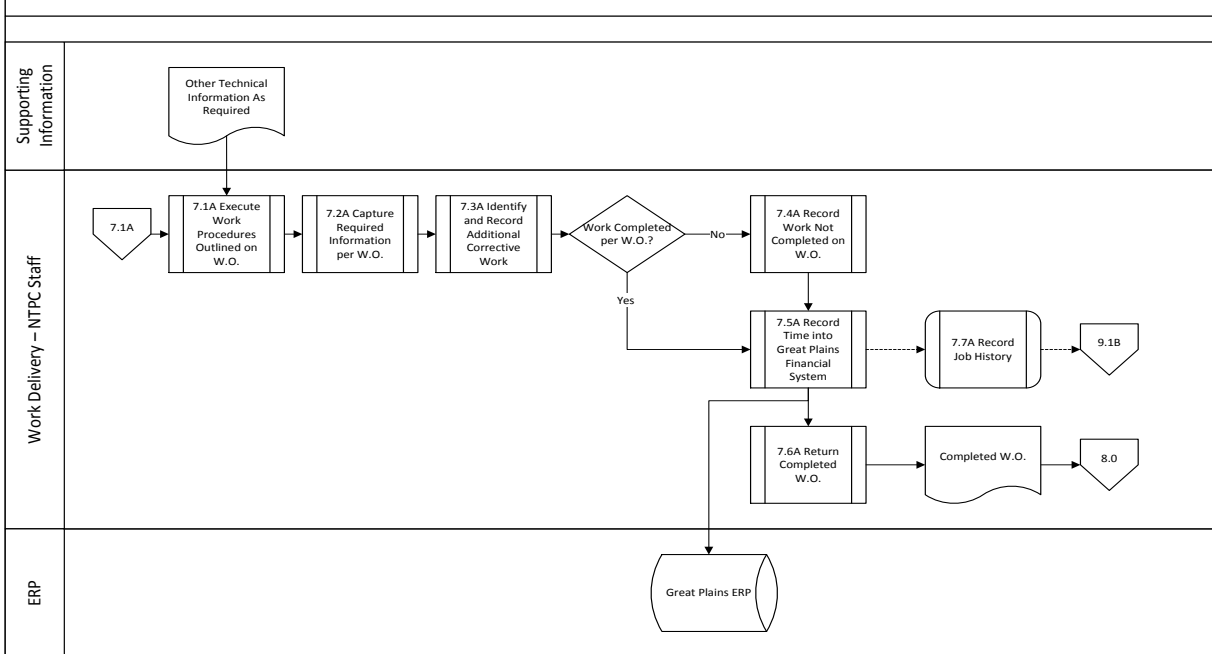 Supporting
Information
Other Technical
Information As
Required
Work Delivery – NTPC Staff
7.1A
7.1A Execute
Work
Procedures
Outlined on
W.O.
7.2A Capture
Required
Information
per W.O.
7.3A Identify
and Record
Additional
Corrective
Work
Work Completed
per W.O.?
No
7.4A Record
Work Not
Completed on
W.O.
Yes
7.5A Record
Time into
Great Plains
Financial
System
7.7A Record
Job History
9.1B
7.6A Return
Completed
W.O.
Completed W.O.
8.0
ERP
Great Plains ERP